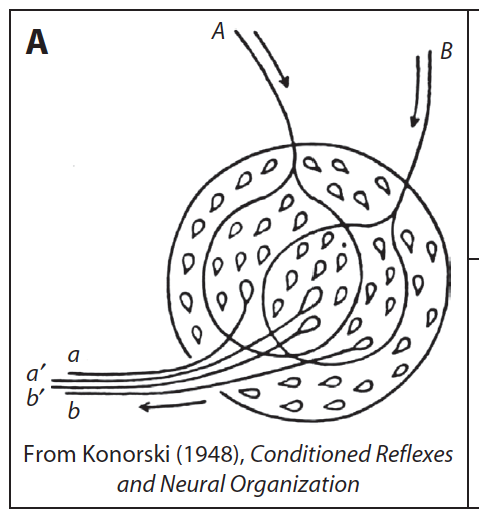 A
A
B
a
a′
b′
b
From Konorski (1948), Conditioned Reflexes
and Neural Organization